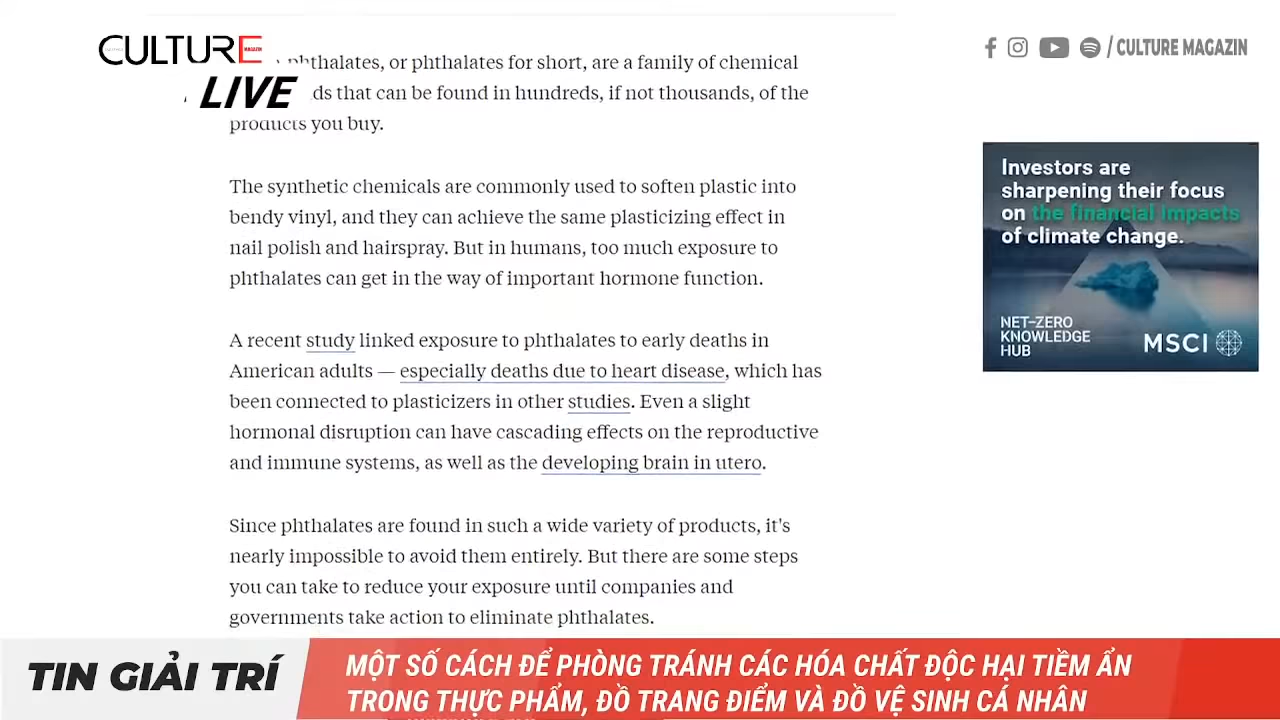 CULTURE MAGAZIN
LIVE
/ CULTURE MAGAZIN
phthalates, or phthalates for short, are a family of chemical
ds that can be found in hundreds, if not thousands, of the
products you buy.
The synthetic chemicals are commonly used to soften plastic into
bendy vinyl, and they can achieve the same plasticizing effect in
nail polish and hairspray. But in humans, too much exposure to
phthalates can get in the way of important hormone function.
A recent study linked exposure to phthalates to early deaths in
American adults — especially deaths due to heart disease, which has
been connected to plasticizers in other studies. Even a slight
hormonal disruption can have cascading effects on the reproductive
and immune systems, as well as the developing brain in utero.
Since phthalates are found in such a wide variety of products, it's
nearly impossible to avoid them entirely. But there are some steps
you can take to reduce your exposure until companies and
governments take action to eliminate phthalates.
Investors are
sharpening their focus
on the financial impacts
of climate change.
NET-ZERO
KNOWLEDGE
HUB
MSCI
TIN GIẢI TRÍ
MỘT SỐ CÁCH ĐỂ PHÒNG TRÁNH CÁC HÓA CHẤT ĐỘC HẠI TIỀM ẨN
TRONG THỰC PHẨM, ĐỒ TRANG ĐIỂM VÀ ĐỒ VỆ SINH CÁ NHÂN